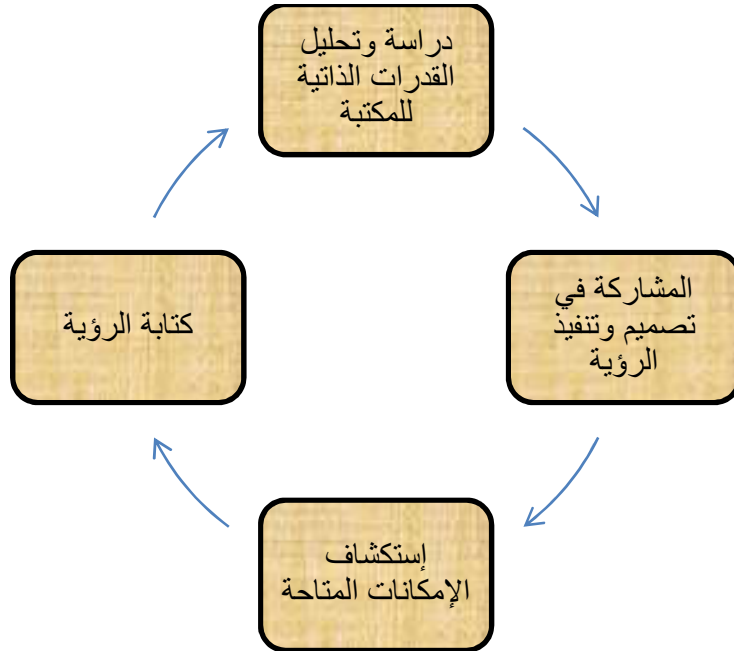 دراسة وتحليل
القدرات الذاتية
للمكتبة
المشاركة في
تصميم وتنفيذ
الرؤية
إستكشاف
الإمكانات المتاحة
كتابة الرؤية